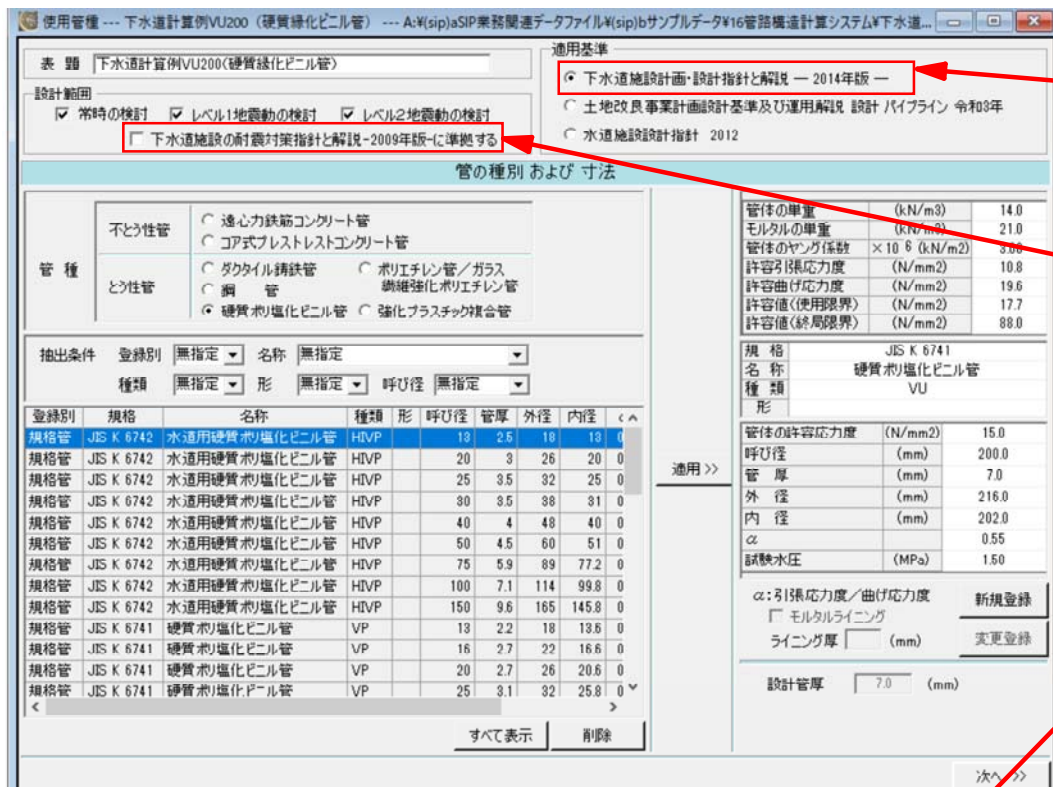 使用管種 --- 下水道計算例VU200（硬質緑化ビニル管） --- A:¥(sip)aSIP業務関連データファイル¥(sip)bサンプルデータ¥16管路構造計算システム¥下水道...
表 題 下水道計算例VU200(硬質緑化ビニル管)
設計範囲
常時の検討 レベル1地震動の検討 レベル2地震動の検討
下水道施設の耐震対策指針と解説-2009年版-に準拠する
適用基準
下水道施設計画・設計指針と解説 ― 2014年版 ―
土地改良事業計画設計基準及び運用解説 設計 パイプライン 令和3年
水道施設設計指針 2012
管の種別 および 寸法
管 種
不とう性管
遠心力鉄筋コンクリート管
コア式プレストレストコンクリート管
とう性管
ダクタイル鋳鉄管 ポリエチレン管／ガラス繊維強化ポリエチレン管
鋼 管
硬質ポリ塩化ビニル管 強化プラスチック複合管
抽出条件 登録別 無指定 名称 無指定
種類 無指定 形 無指定 呼び径 無指定
登録別 規格 名称 種類 形 呼び径 管厚 外径 内径
規格管 JIS K 6742 水道用硬質ポリ塩化ビニル管 HIVP 13 2.5 18 13 0
規格管 JIS K 6742 水道用硬質ポリ塩化ビニル管 HIVP 20 3 26 20 0
規格管 JIS K 6742 水道用硬質ポリ塩化ビニル管 HIVP 25 3.5 32 25 0
規格管 JIS K 6742 水道用硬質ポリ塩化ビニル管 HIVP 30 3.5 38 31 0
規格管 JIS K 6742 水道用硬質ポリ塩化ビニル管 HIVP 40 4 48 40 0
規格管 JIS K 6742 水道用硬質ポリ塩化ビニル管 HIVP 50 4.5 60 51 0
規格管 JIS K 6742 水道用硬質ポリ塩化ビニル管 HIVP 75 5.9 89 77.2 0
規格管 JIS K 6742 水道用硬質ポリ塩化ビニル管 HIVP 100 7.1 114 99.8 0
規格管 JIS K 6742 水道用硬質ポリ塩化ビニル管 HIVP 150 9.6 165 145.8 0
規格管 JIS K 6741 硬質ポリ塩化ビニル管 VP 13 2.2 18 13.6 0
規格管 JIS K 6741 硬質ポリ塩化ビニル管 VP 16 2.7 22 16.6 0
規格管 JIS K 6741 硬質ポリ塩化ビニル管 VP 20 2.7 26 20.6 0
規格管 JIS K 6741 硬質ポリ塩化ビニル管 VP 25 3.1 32 25.8 0
すべて表示 削除
適用 >>
管体の単重 (kN/m3) 14.0
モルタルの単重 (kN/m3) 21.0
管体のヤング係数 ×10 6 (kN/m2) 3.00
許容引張応力度 (N/mm2) 10.8
許容曲げ応力度 (N/mm2) 19.6
許容値(使用限界) (N/mm2) 17.7
許容値(終局限界) (N/mm2) 88.0
規 格 JIS K 6741
名 称 硬質ポリ塩化ビニル管
種 類 VU
形
管体の許容応力度 (N/mm2) 15.0
呼び径 (mm) 200.0
管 厚 (mm) 7.0
外 径 (mm) 216.0
内 径 (mm) 202.0
α 0.55
試験水圧 (MPa) 1.50
α:引張応力度／曲げ応力度 新規登録
モルタルライニング
ライニング厚 (mm) 変更登録
設計管厚 7.0 (mm)
次へ >>